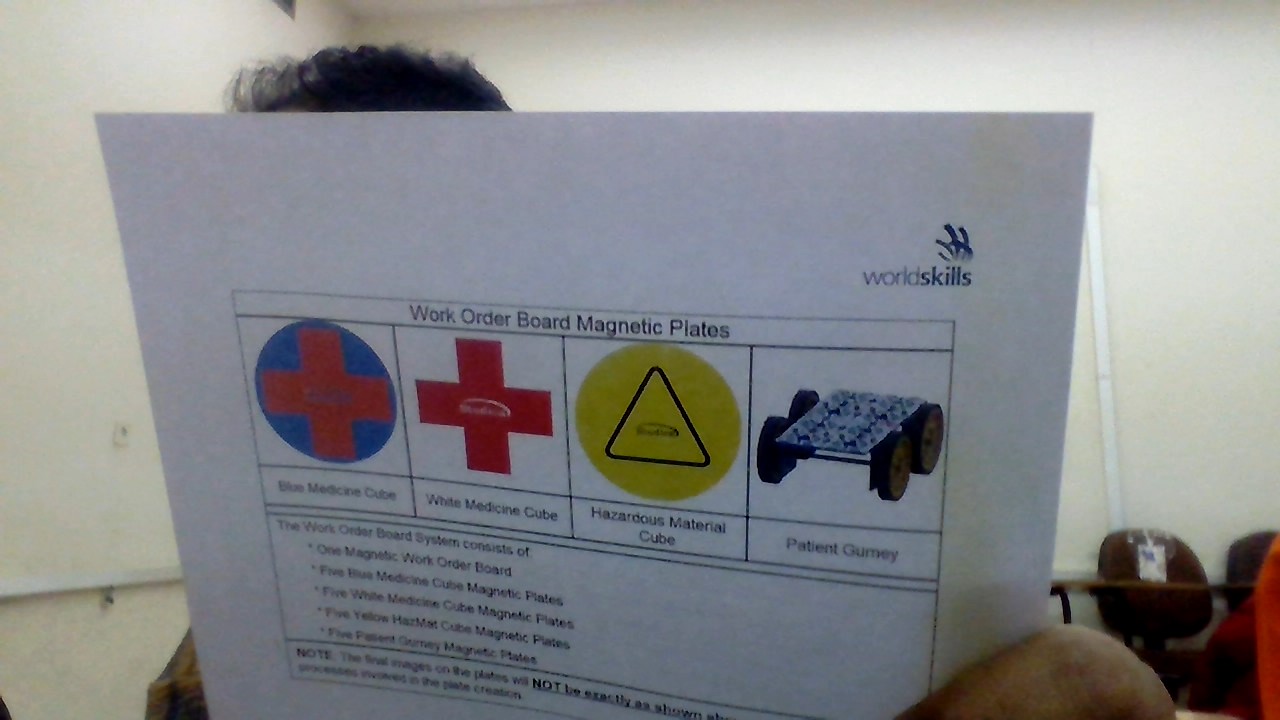 worldskills
Work Order Board Magnetic Plates
Studica
Studica
Blue Medicine Cube
White Medicine Cube
Hazardous Material
Cube
Patient Gurney
The Work Order Board System consists of:
* One Magnetic Work Order Board
* Five Blue Medicine Cube Magnetic Plates
* Five White Medicine Cube Magnetic Plates
* Five Yellow HazMat Cube Magnetic Plates
* Five Patient Gurney Magnetic Plates
NOTE: The final images on the plates will NOT be exactly as shown
processes involved in the plate creation.